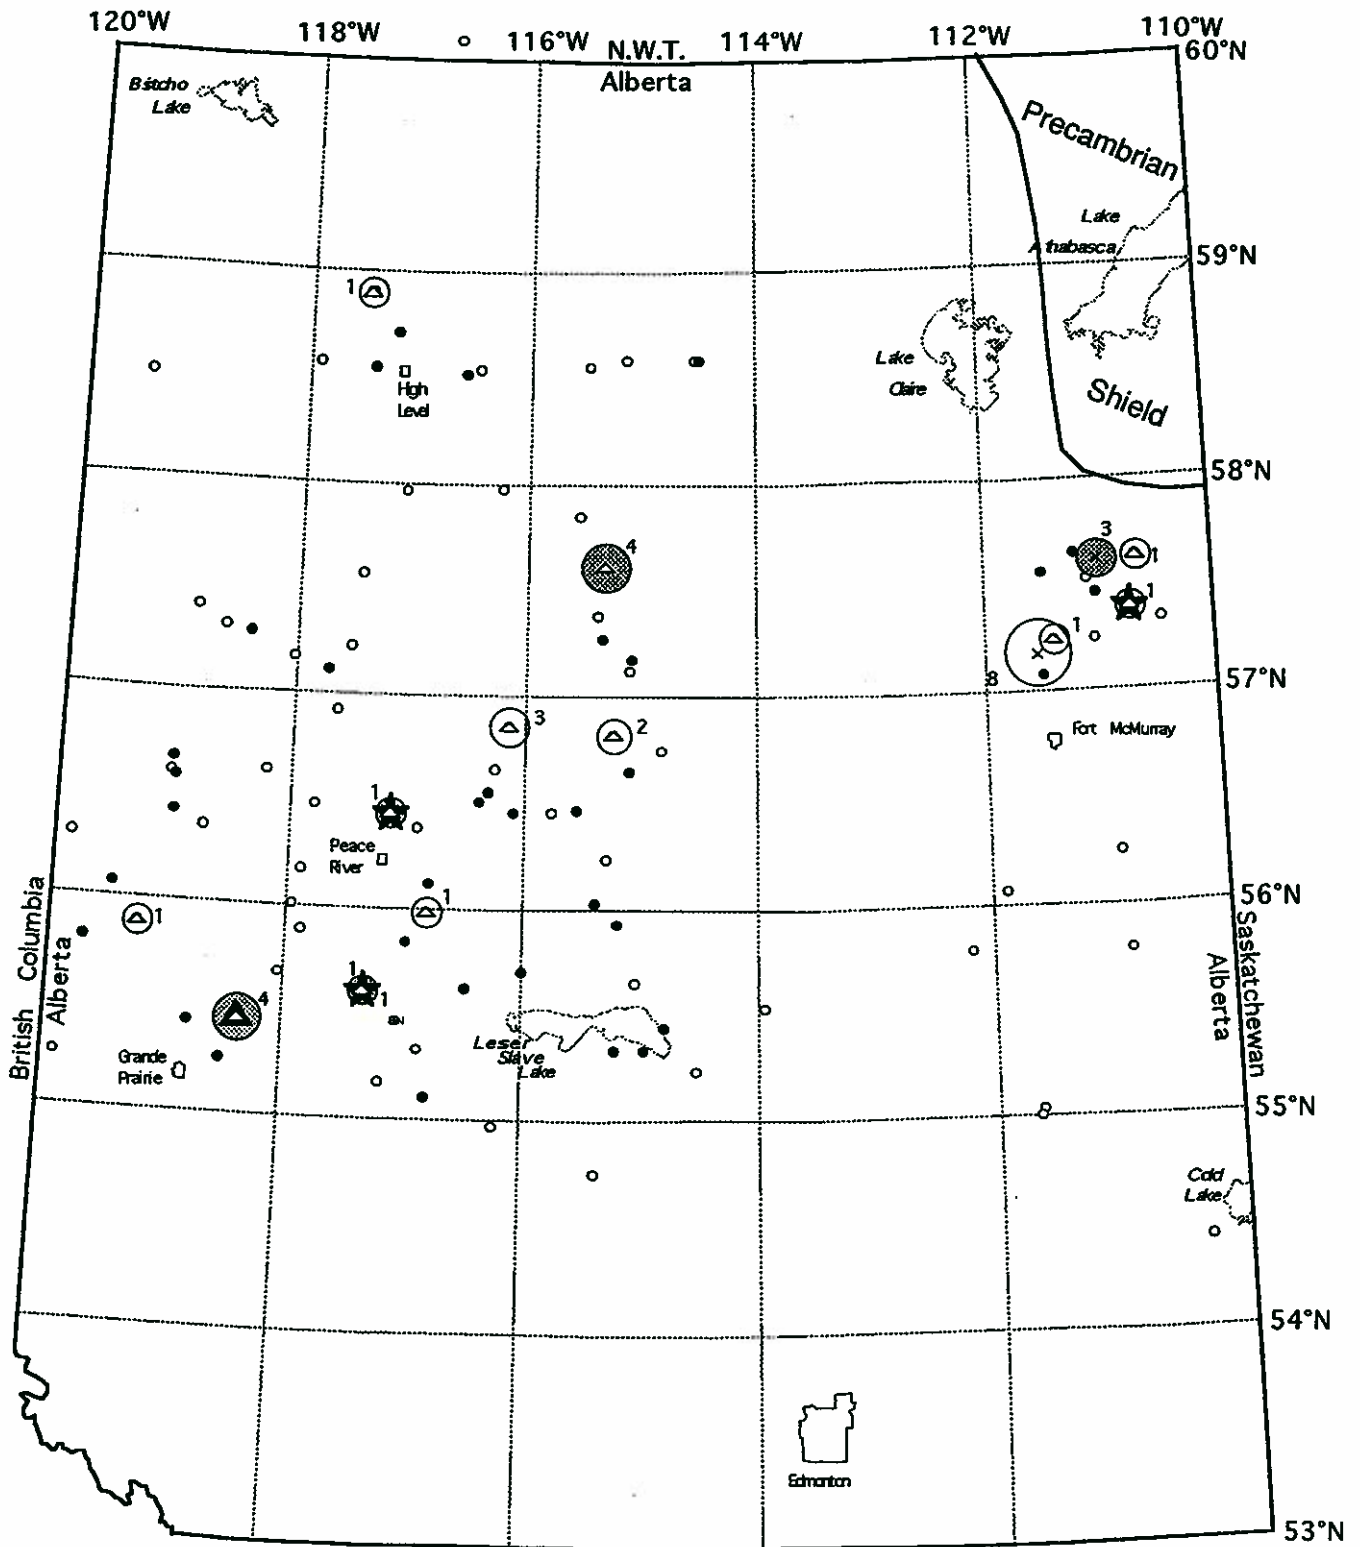 120°W
118°W
116°W
114°W
112°W
110°W
N.W.T.
Alberta
60°N
Bistcho
Lake
Precambrian
Lake
Athabasca
59°N
1
Lake
Claire
High
Level
Shield
58°N
4
3
1
1
1
8
57°N
3
2
Fort McMurray
1
Peace
River
56°N
1
1
British Columbia
Alberta
Saskatchewan
Alberta
1
1
4
Grande
Prairie
Lesser
Slave
Lake
55°N
Cold
Lake
54°N
Edmonton
53°N